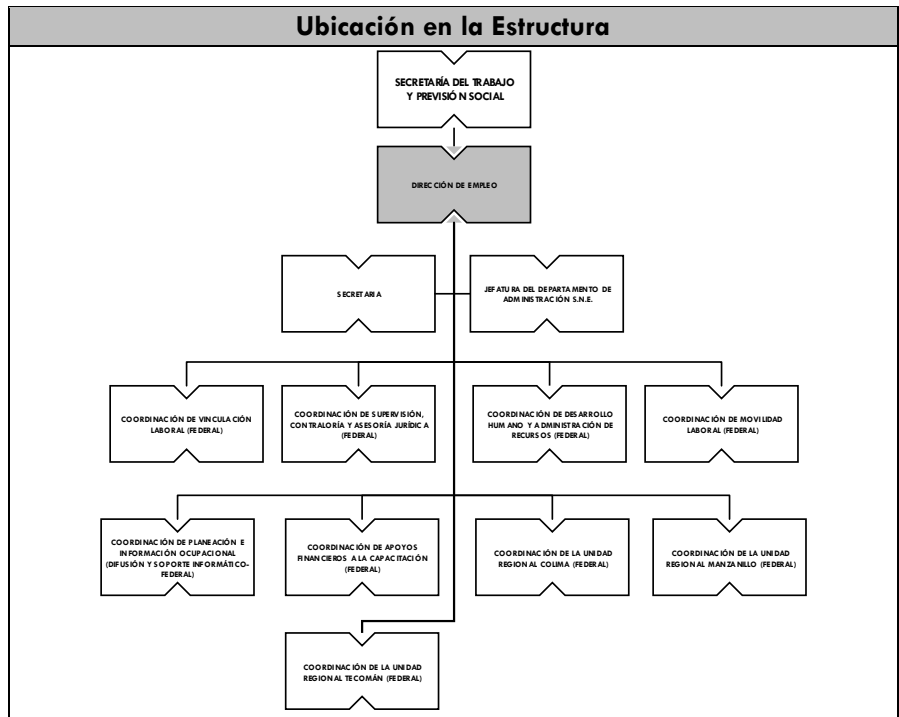 Ubicación en la Estructura
SECRETARÍA DEL TRABAJO
Y PREVISIÓN SOCIAL
DIRECCIÓN DE EMPLEO
SECRETARIA
JEFATURA DEL DEPARTAMENTO DE
ADMINISTRACIÓN S.N.E.
COORDINACIÓN DE VINCULACIÓN
LABORAL (FEDERAL)
COORDINACIÓN DE SUPERVISIÓN,
CONTRALORÍA Y ASESORÍA JURÍDICA
(FEDERAL)
COORDINACIÓN DE DESARROLLO
HUMANO Y ADMINISTRACIÓN DE
RECURSOS (FEDERAL)
COORDINACIÓN DE MOVILIDAD
LABORAL (FEDERAL)
COORDINACIÓN DE PLANEACIÓN E
INFORMACIÓN OCUPACIONAL
(DIFUSIÓN Y SOPORTE INFORMÁTICO-
FEDERAL)
COORDINACIÓN DE APOYOS
FINANCIEROS A LA CAPACITACIÓN
(FEDERAL)
COORDINACIÓN DE LA UNIDAD
REGIONAL COLIMA (FEDERAL)
COORDINACIÓN DE LA UNIDAD
REGIONAL MANZANILLO (FEDERAL)
COORDINACIÓN DE LA UNIDAD
REGIONAL TECOMÁN (FEDERAL)